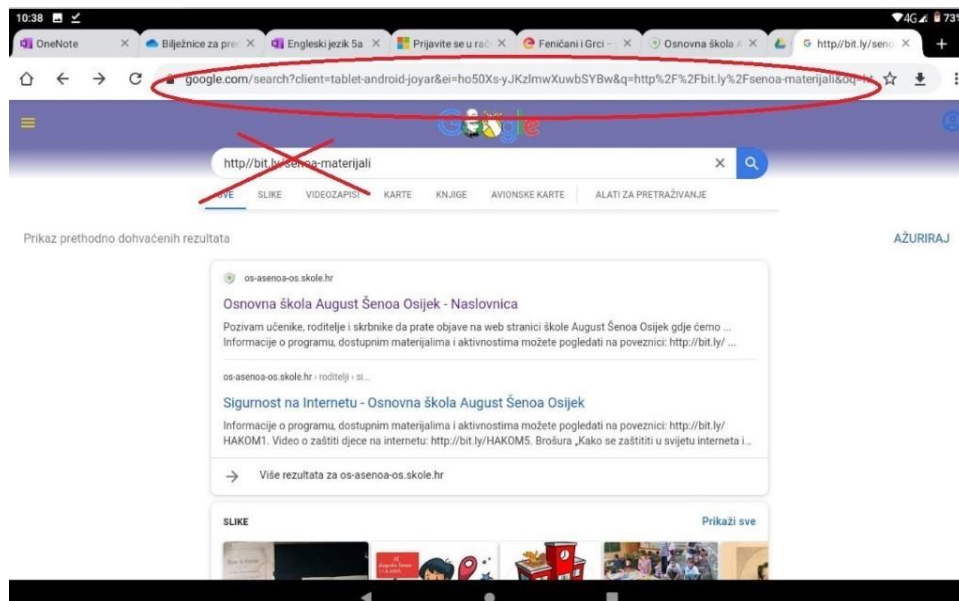 10:38 4G 73%
OneNote Bilježnice za pre Engleski jezik 5a Prijavite se u rač Feničani i Grci – Osnovna škola A http//bit.ly/seno
google.com/search?client=tablet-android-joyar&ei=ho50Xs-yJKzlmwXuwbSYBw&q=http%2F%2Fbit.ly%2Fsenoa-materijali&oq=
Google
http//bit.ly/senoa-materijali
SVE SLIKE VIDEOZAPISI KARTE KNJIGE AVIONSKE KARTE ALATI ZA PRETRAŽIVANJE
Prikaz prethodno dohvaćenih rezultata AŽURIRAJ
os-asenoa-os.skole.hr
Osnovna škola August Šenoa Osijek - Naslovnica
Pozivam učenike, roditelje i skrbnike da prate objave na web stranici škole August Šenoa Osijek gdje ćemo ...
Informacije o programu, dostupnim materijalima i aktivnostima možete pogledati na poveznici: http://bit.ly/ ...
os-asenoa-os.skole.hr › roditelji › si...
Sigurnost na Internetu - Osnovna škola August Šenoa Osijek
Informacije o programu, dostupnim materijalima i aktivnostima možete pogledati na poveznici: http://bit.ly/
HAKOM1. Video o zaštiti djece na internetu: http://bit.ly/HAKOM5. Brošura „Kako se zaštititi u svijetu interneta i...
Više rezultata za os-asenoa-os.skole.hr
SLIKE Prikaži sve